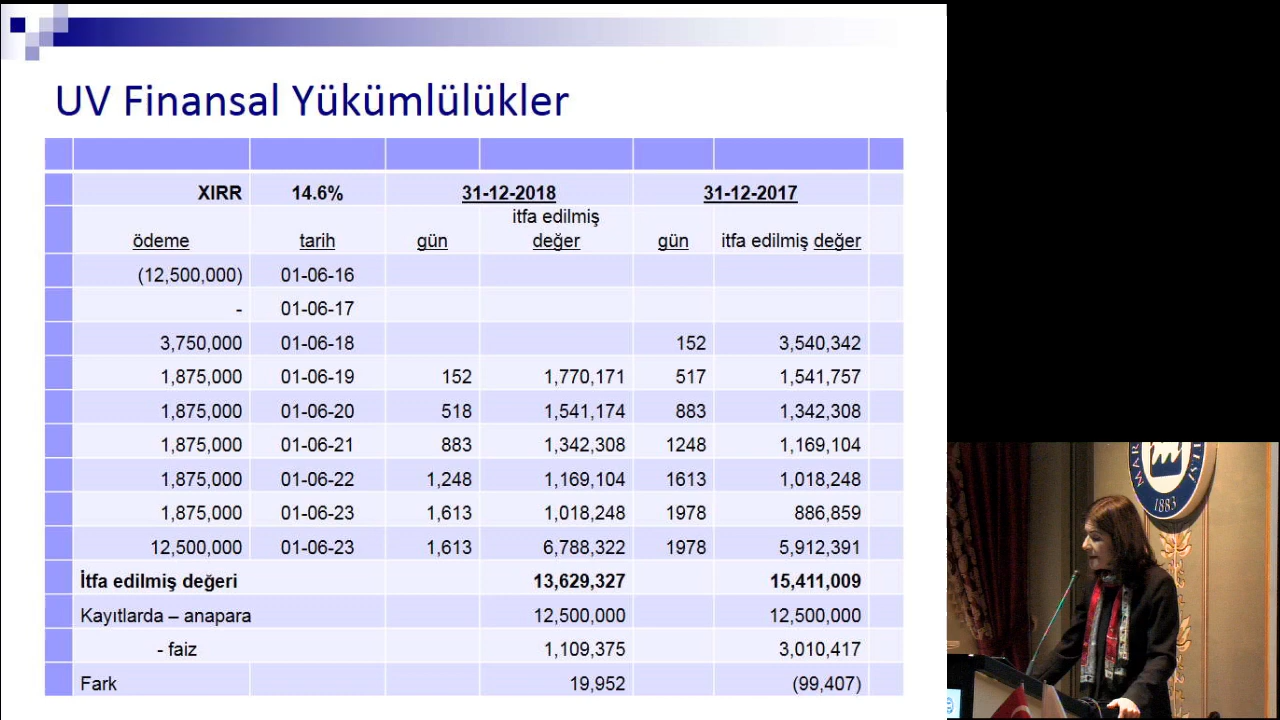 UV Finansal Yükümlülükler
XIRR 14.6% 31-12-2018 31-12-2017
ödeme tarih gün itfa edilmiş değer gün itfa edilmiş değer
(12,500,000) 01-06-16
- 01-06-17
3,750,000 01-06-18 152 3,540,342
1,875,000 01-06-19 152 1,770,171 517 1,541,757
1,875,000 01-06-20 518 1,541,174 883 1,342,308
1,875,000 01-06-21 883 1,342,308 1248 1,169,104
1,875,000 01-06-22 1,248 1,169,104 1613 1,018,248
1,875,000 01-06-23 1,613 1,018,248 1978 886,859
12,500,000 01-06-23 1,613 6,788,322 1978 5,912,391
İtfa edilmiş değeri 13,629,327 15,411,009
Kayıtlarda – anapara 12,500,000 12,500,000
- faiz 1,109,375 3,010,417
Fark 19,952 (99,407)
1883